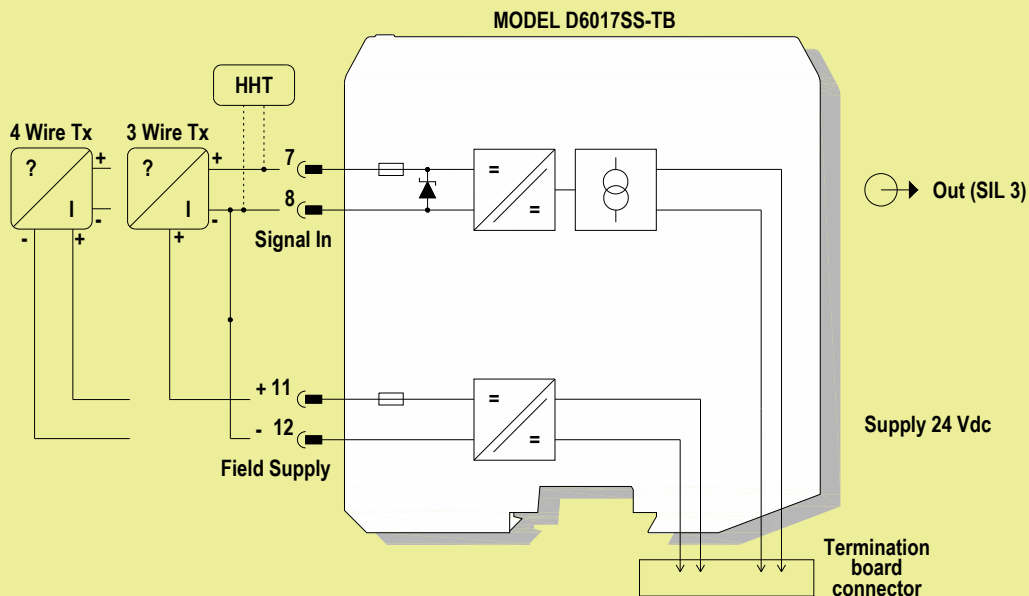 MODEL D6017SS-TB
HHT
4 Wire Tx
3 Wire Tx
? + I - - +
? + I - +
7
8
Signal In
= =
Out (SIL 3)
+ 11
- 12
Field Supply
= =
Supply 24 Vdc
Termination
board
connector